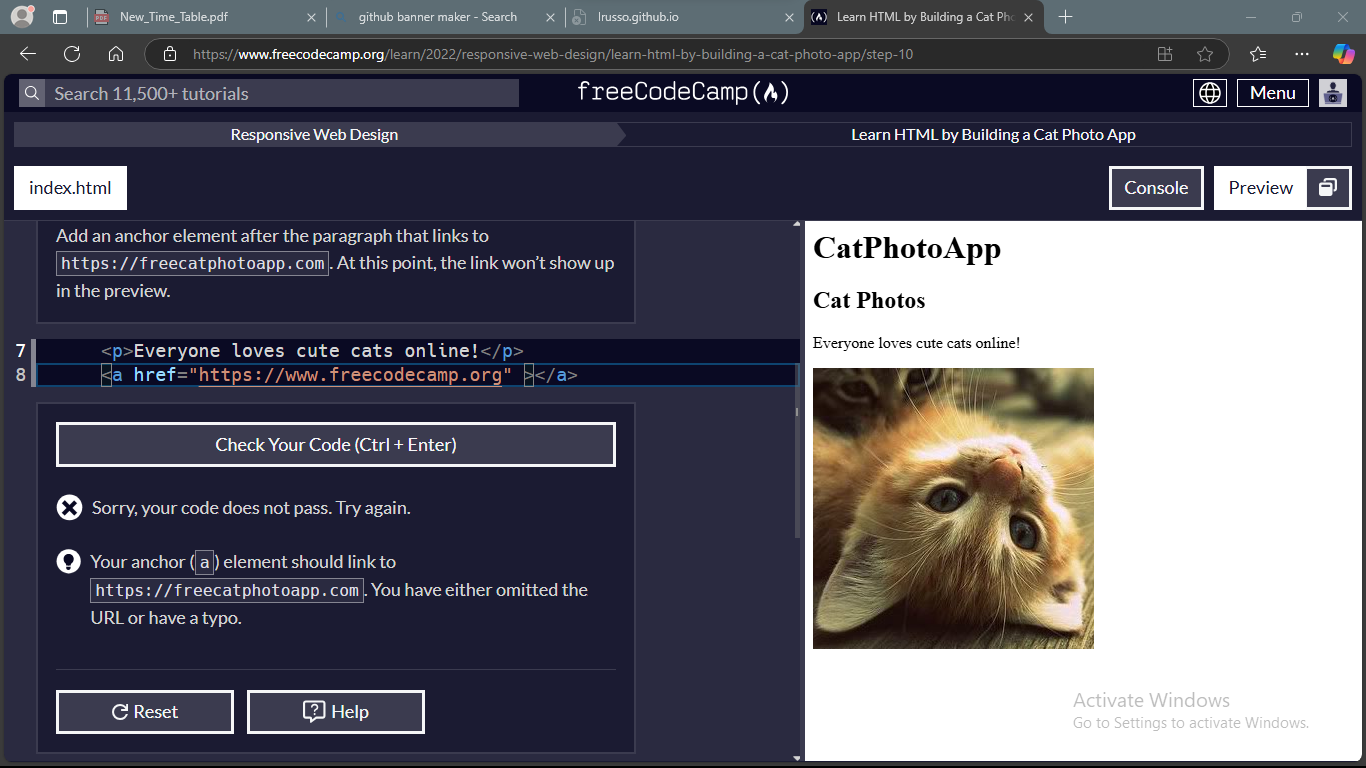 New_Time_Table.pdf
github banner maker - Search
lrusso.github.io
Learn HTML by Building a Cat Pho
https://www.freecodecamp.org/learn/2022/responsive-web-design/learn-html-by-building-a-cat-photo-app/step-10
Search 11,500+ tutorials
freeCodeCamp
Menu
Responsive Web Design
Learn HTML by Building a Cat Photo App
index.html
Console
Preview
Add an anchor element after the paragraph that links to
https://freecatphotoapp.com. At this point, the link won’t show up
in the preview.
7 <p>Everyone loves cute cats online!</p>
8 <a href="https://www.freecodecamp.org" ></a>
Check Your Code (Ctrl + Enter)
Sorry, your code does not pass. Try again.
Your anchor (a) element should link to
https://freecatphotoapp.com. You have either omitted the
URL or have a typo.
Reset
Help
CatPhotoApp
Cat Photos
Everyone loves cute cats online!
Activate Windows
Go to Settings to activate Windows.